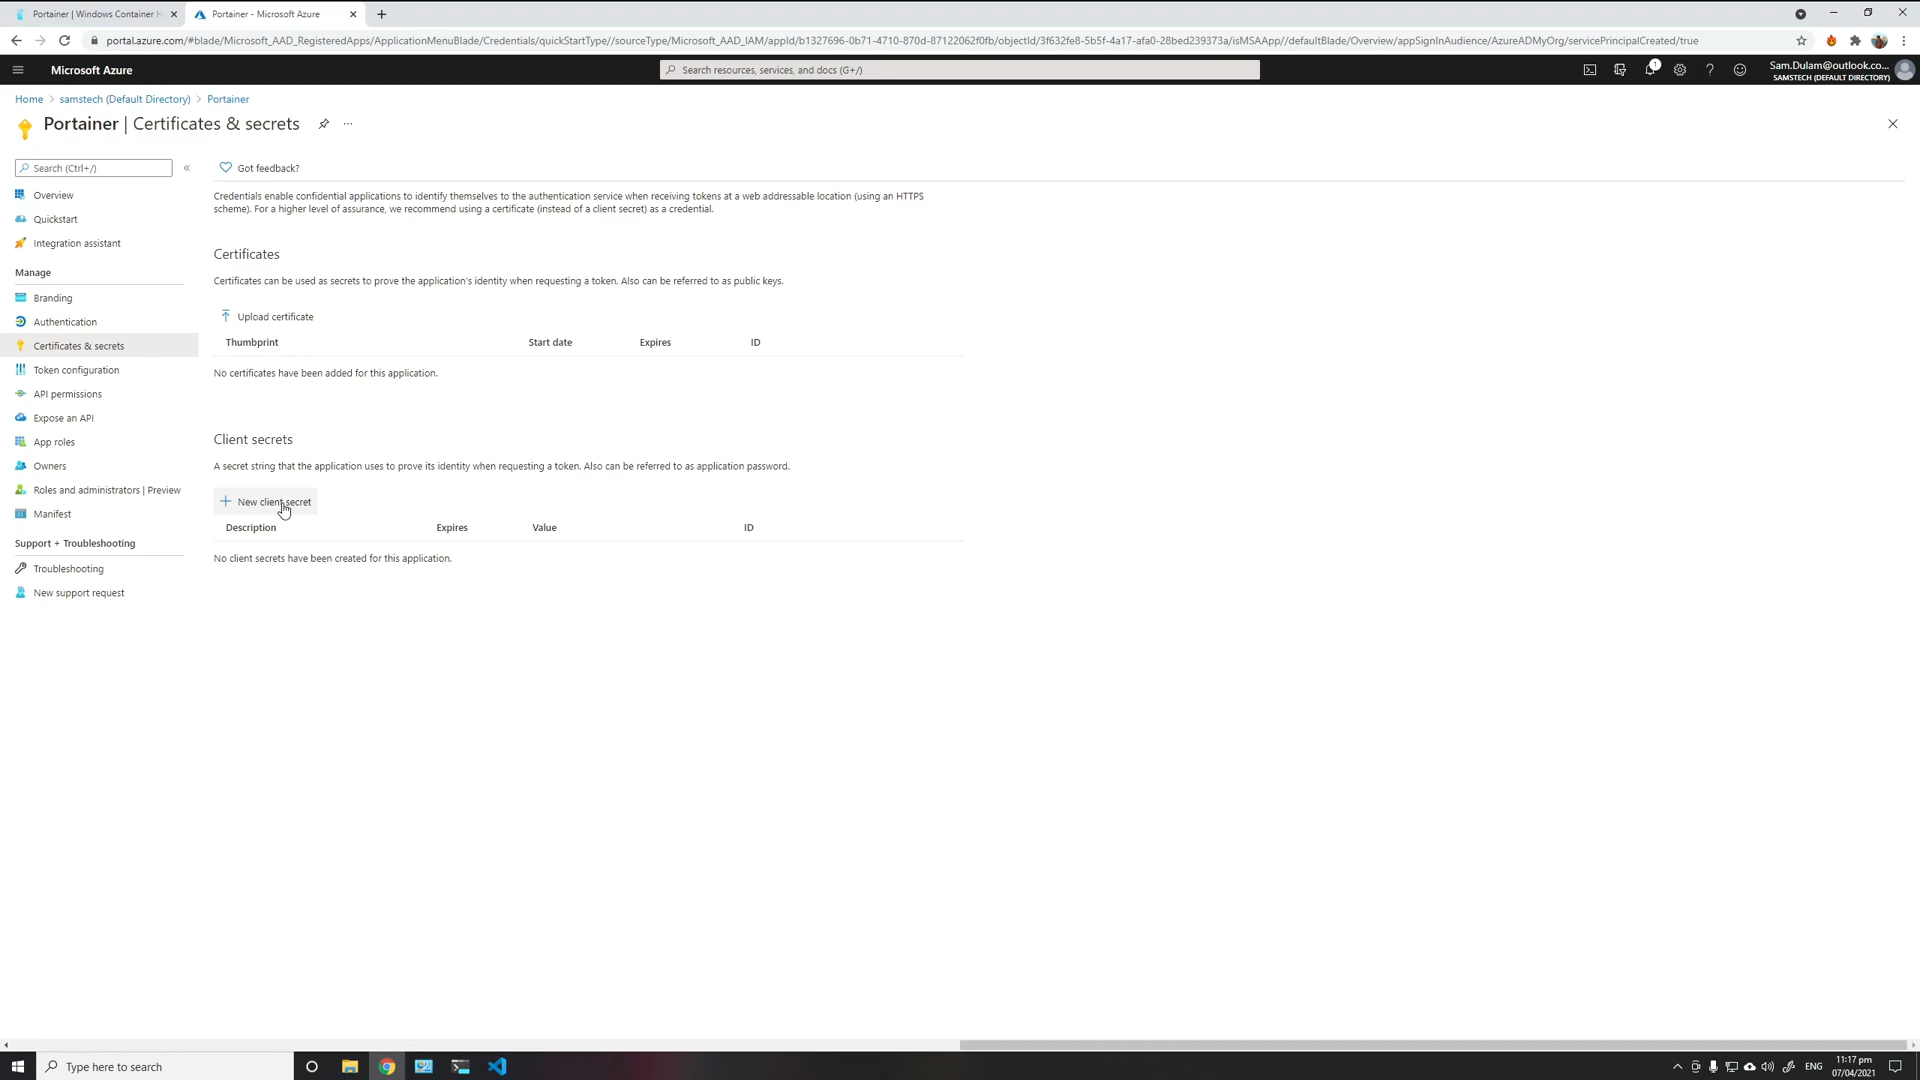 Portainer | Windows Container H
Portainer - Microsoft Azure
portal.azure.com/#blade/Microsoft_AAD_RegisteredApps/ApplicationMenuBlade/Credentials/quickStartType//sourceType/Microsoft_AAD_IAM/appId/b1327696-0b71-4710-870d-87122062f0fb/objectId/3f632fe8-5b5f-4a17-afa0-28bed239373a/isMSAApp//defaultBlade/Overview/appSignInAudience/AzureADMyOrg/servicePrincipalCreated/true
Microsoft Azure
Search resources, services, and docs (G+/)
1
Sam.Dulam@outlook.co...
SAMSTECH (DEFAULT DIRECTORY)
Home > samstech (Default Directory) > Portainer
Portainer | Certificates & secrets
Search (Ctrl+/)
Got feedback?
Overview
Quickstart
Integration assistant
Manage
Branding
Authentication
Certificates & secrets
Token configuration
API permissions
Expose an API
App roles
Owners
Roles and administrators | Preview
Manifest
Support + Troubleshooting
Troubleshooting
New support request
Credentials enable confidential applications to identify themselves to the authentication service when receiving tokens at a web addressable location (using an HTTPS
scheme). For a higher level of assurance, we recommend using a certificate (instead of a client secret) as a credential.
Certificates
Certificates can be used as secrets to prove the application's identity when requesting a token. Also can be referred to as public keys.
Upload certificate
Thumbprint Start date Expires ID
No certificates have been added for this application.
Client secrets
A secret string that the application uses to prove its identity when requesting a token. Also can be referred to as application password.
New client secret
Description Expires Value ID
No client secrets have been created for this application.
Type here to search
ENG
11:17 pm
07/04/2021